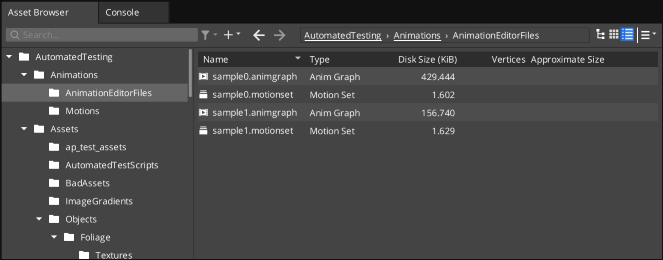 Asset Browser Console
Search...
AutomatedTesting › Animations › AnimationEditorFiles
AutomatedTesting
Animations
AnimationEditorFiles
Motions
Assets
ap_test_assets
AutomatedTestScripts
BadAssets
ImageGradients
Objects
Foliage
Textures
Name Type Disk Size (KiB) Vertices Approximate Size
sample0.animgraph Anim Graph 429.444
sample0.motionset Motion Set 1.602
sample1.animgraph Anim Graph 156.740
sample1.motionset Motion Set 1.629